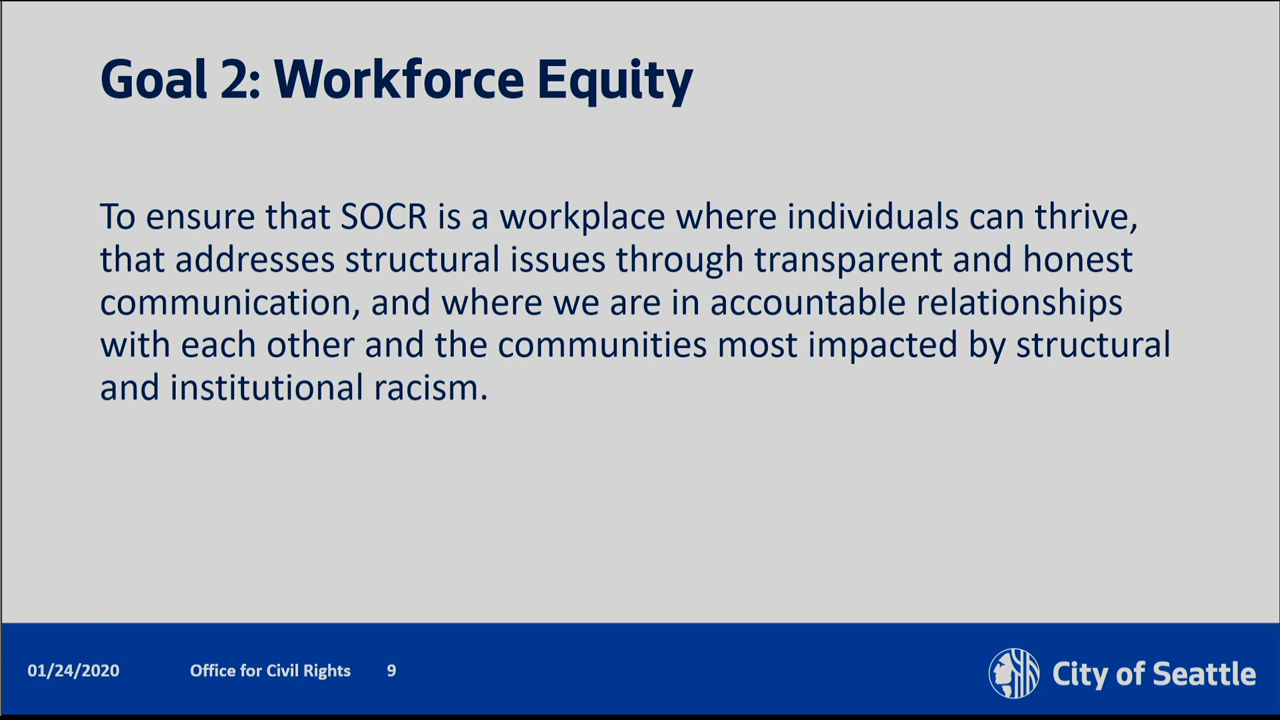 Goal 2: Workforce Equity
To ensure that SOCR is a workplace where individuals can thrive,
that addresses structural issues through transparent and honest
communication, and where we are in accountable relationships
with each other and the communities most impacted by structural
and institutional racism.
01/24/2020 Office for Civil Rights 9 City of Seattle